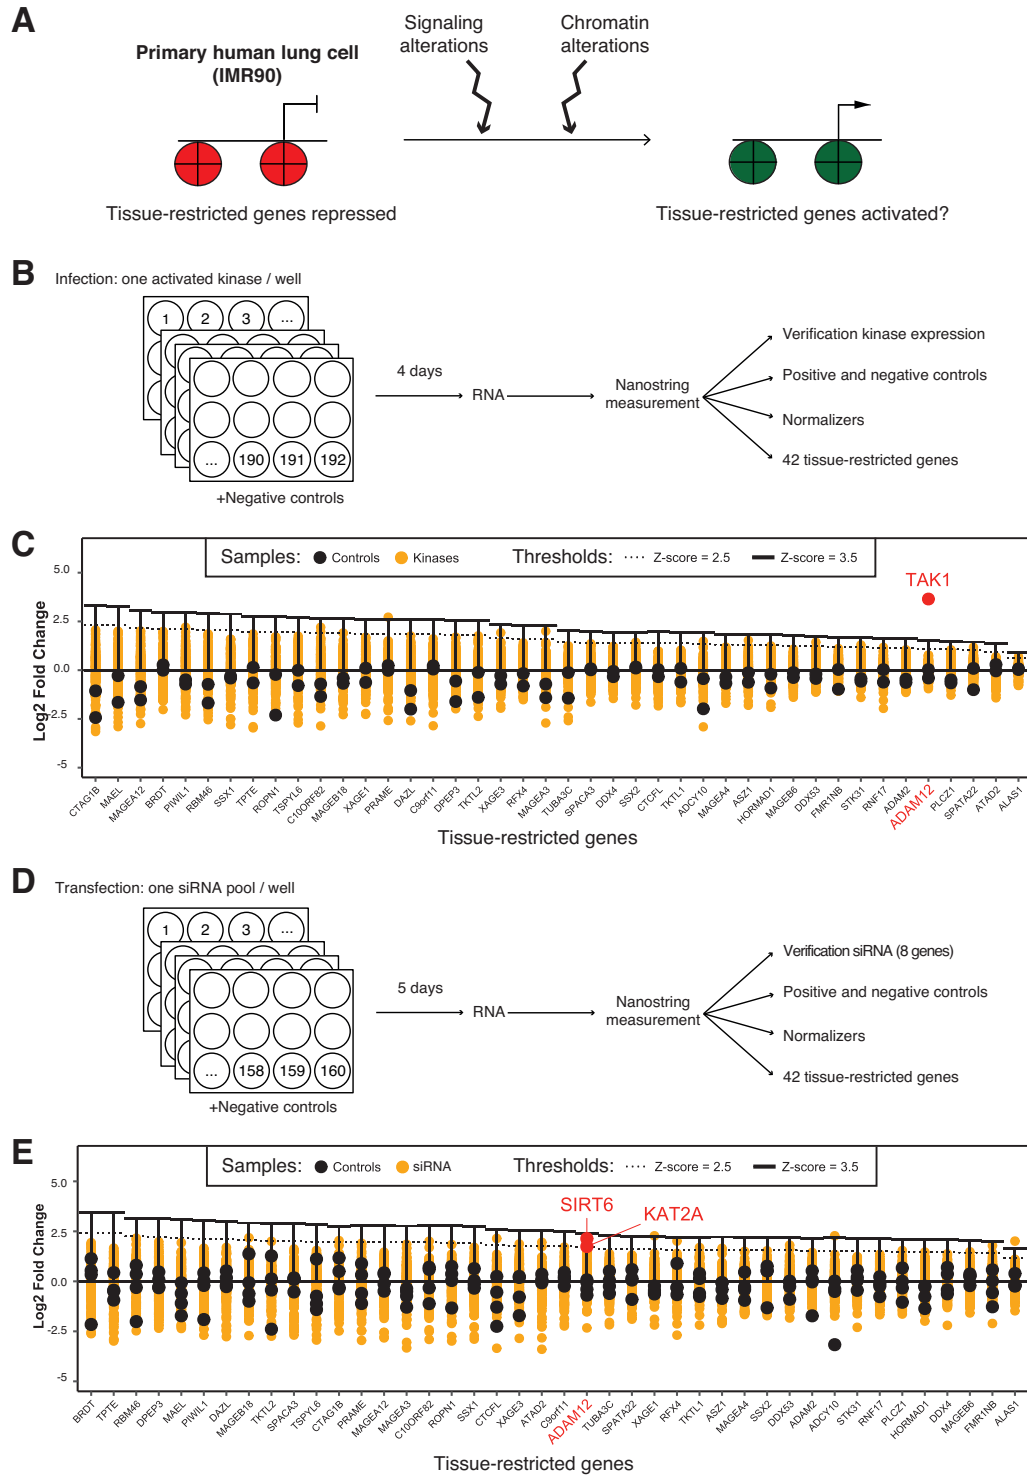 A
Primary human lung cell
(IMR90)
Signaling
alterations
Chromatin
alterations
Tissue-restricted genes repressed
Tissue-restricted genes activated?
B
Infection: one activated kinase / well
1 2 3 ...
... 190 191 192
+Negative controls
4 days
RNA
Nanostring
measurement
Verification kinase expression
Positive and negative controls
Normalizers
42 tissue-restricted genes
C
Samples: Controls Kinases Thresholds: Z-score = 2.5 Z-score = 3.5
TAK1
Log2 Fold Change
5.0
2.5
0.0
-2.5
-5
CTAG1B MAEL MAGEA12 BRDT PIWIL1 RBM46 SSX1 TPTE ROPN1 TSPYL6 C10ORF82 MAGEB18 XAGE1 PRAME DAZL C9orf11 DPEP3 TKTL2 XAGE3 RFX4 MAGEA3 TUBA3C SPACA3 DDX4 SSX2 CTCFL TKTL1 ADCY10 MAGEA4 ASZ1 HORMAD1 MAGEB6 DDX53 FMR1NB STK31 RNF17 ADAM2 ADAM12 PLCZ1 SPATA22 ATAD2 ALAS1
Tissue-restricted genes
D
Transfection: one siRNA pool / well
1 2 3 ...
... 158 159 160
+Negative controls
5 days
RNA
Nanostring
measurement
Verification siRNA (8 genes)
Positive and negative controls
Normalizers
42 tissue-restricted genes
E
Samples: Controls siRNA Thresholds: Z-score = 2.5 Z-score = 3.5
SIRT6
KAT2A
Log2 Fold Change
5.0
2.5
0.0
-2.5
-5
BRDT TPTE RBM46 DPEP3 MAEL PIWIL1 DAZL MAGEB18 TKTL2 SPACA3 TSPYL6 CTAG1B PRAME MAGEA12 MAGEA3 C10ORF82 ROPN1 SSX1 CTCFL XAGE3 ATAD2 C9orf11 ADAM12 TUBA3C SPATA22 XAGE1 RFX4 TKTL1 ASZ1 MAGEA4 SSX2 DDX53 ADAM2 ADCY10 STK31 RNF17 PLCZ1 HORMAD1 DDX4 MAGEB6 FMR1NB ALAS1
Tissue-restricted genes